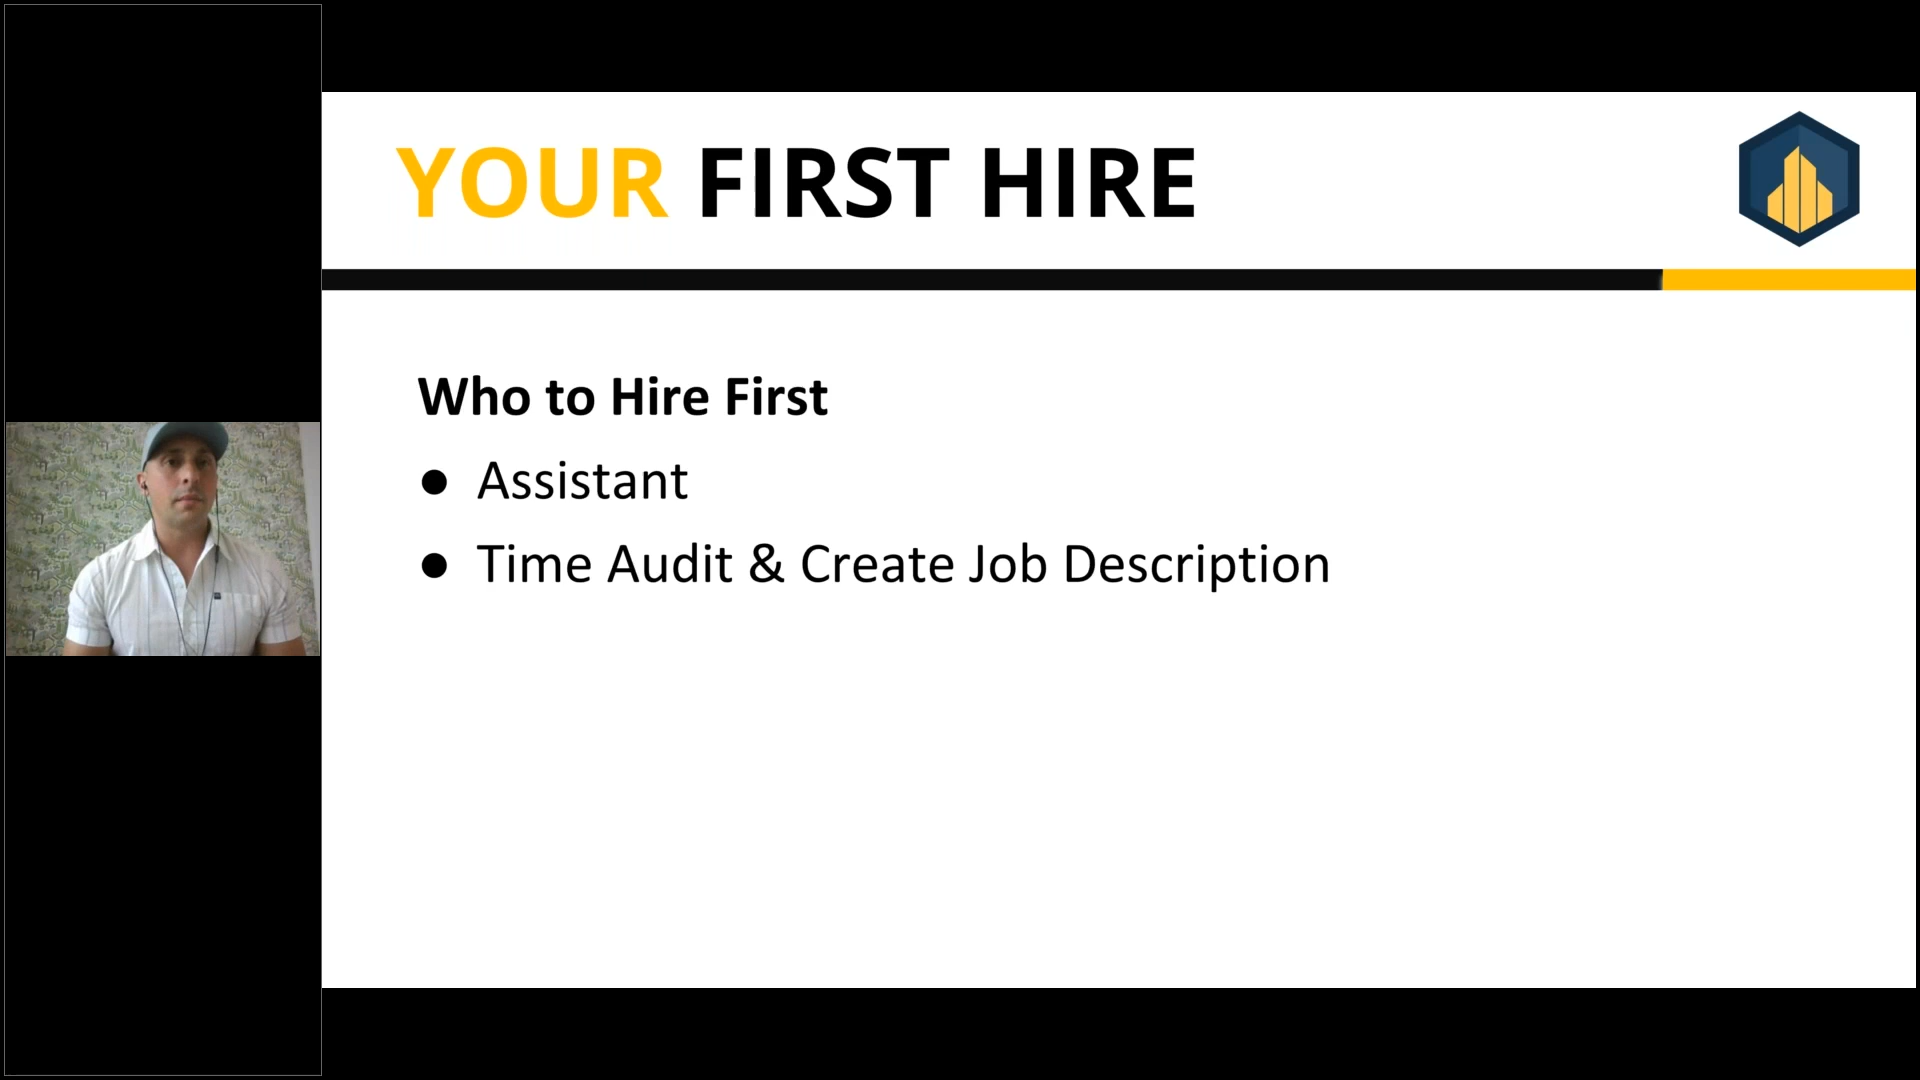 YOUR FIRST HIRE
Who to Hire First
● Assistant
● Time Audit & Create Job Description